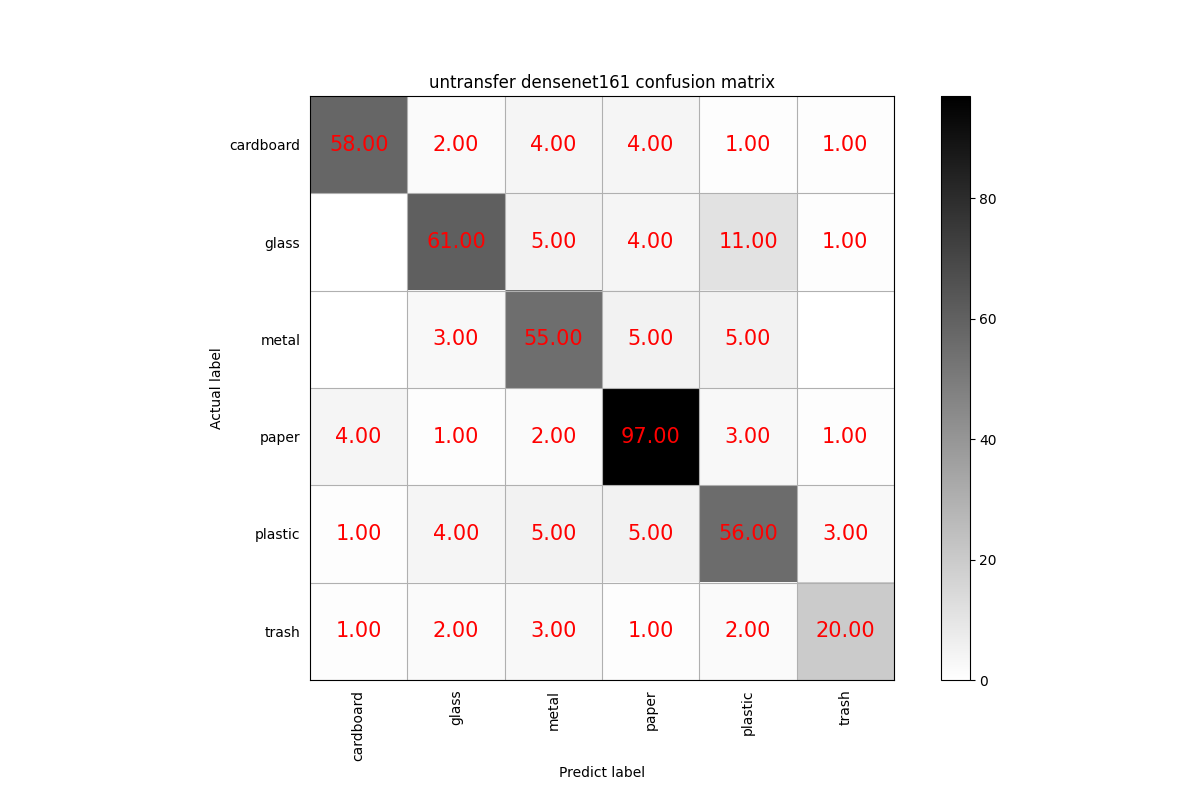 untransfer densenet161 confusion matrix
cardboard 58.00 2.00 4.00 4.00 1.00 1.00
glass 61.00 5.00 4.00 11.00 1.00
metal 3.00 55.00 5.00 5.00
paper 4.00 1.00 2.00 97.00 3.00 1.00
plastic 1.00 4.00 5.00 5.00 56.00 3.00
trash 1.00 2.00 3.00 1.00 2.00 20.00
Actual label
cardboard glass metal paper plastic trash
Predict label
80
60
40
20
0